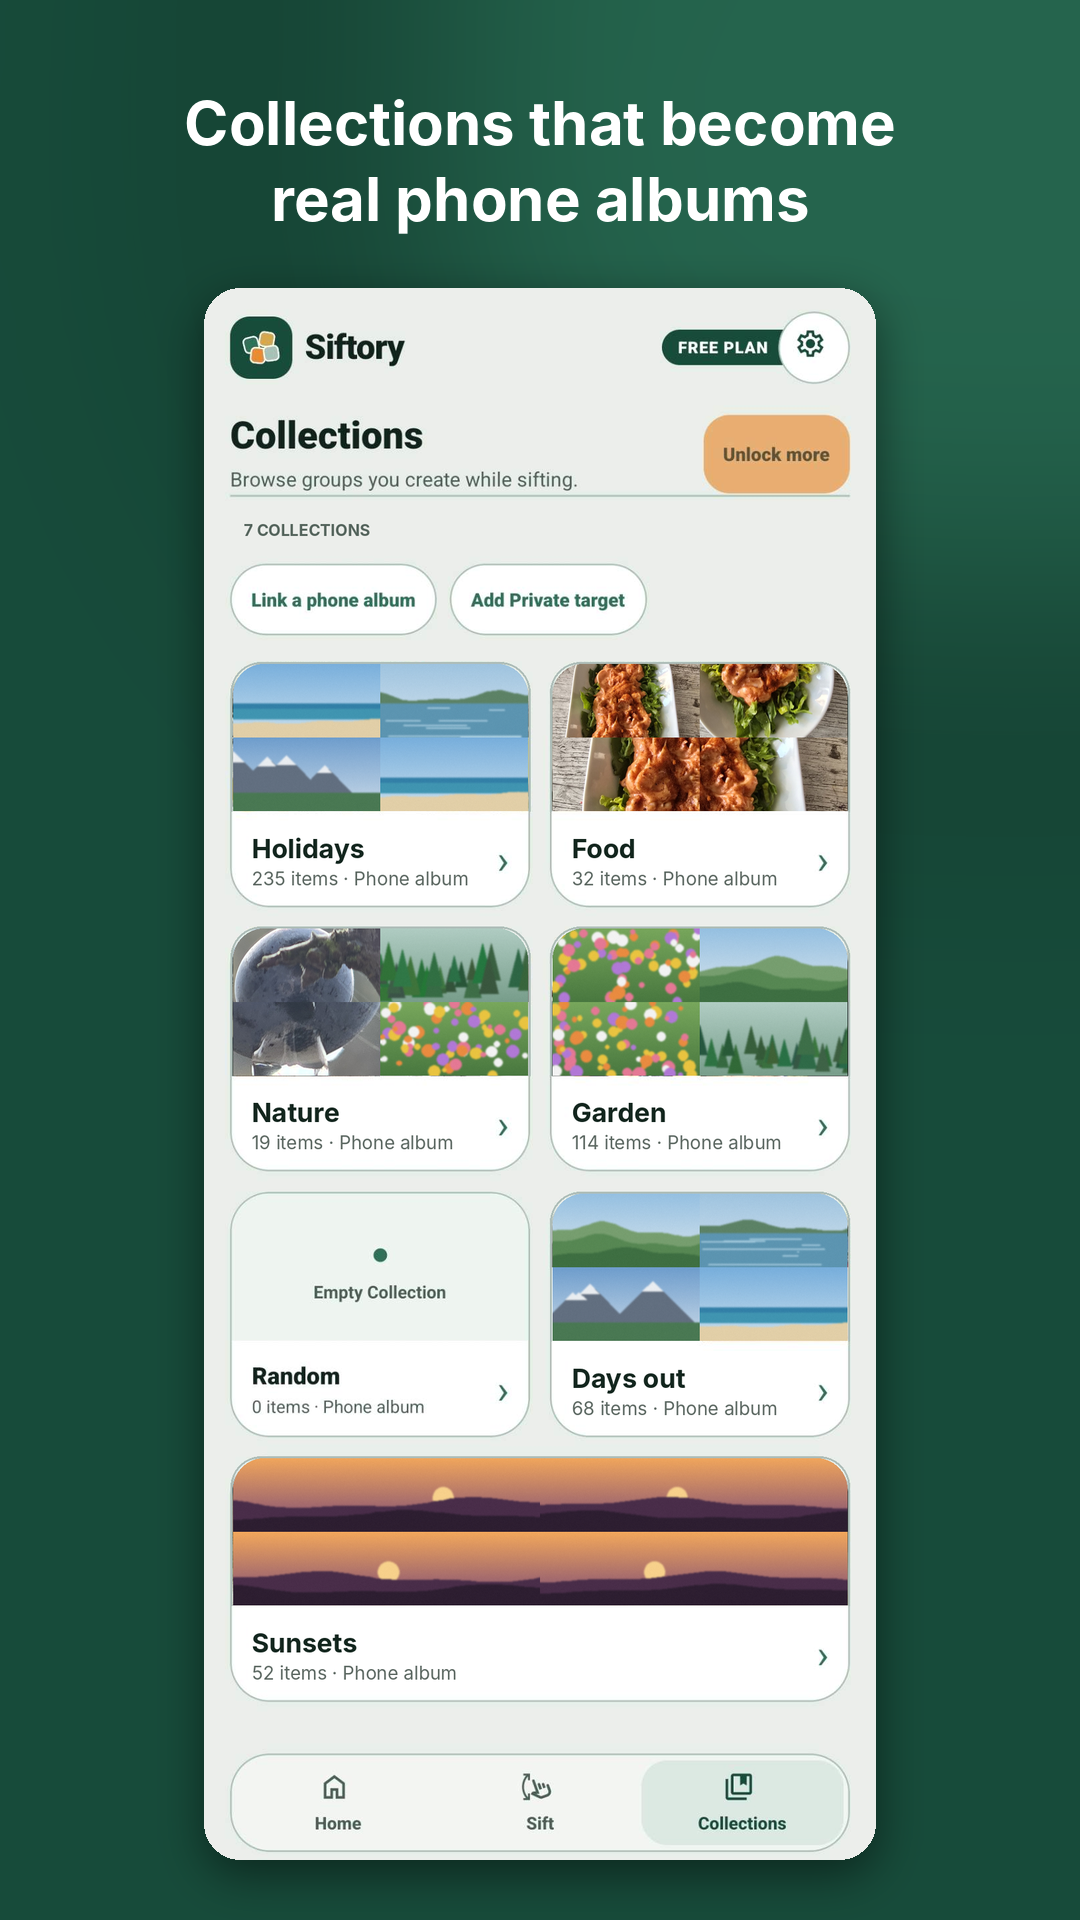 Collections that become
real phone albums
Siftory
FREE PLAN
Collections
Unlock more
Browse groups you create while sifting.
7 COLLECTIONS
Link a phone album
Add Private target
Holidays
235 items · Phone album
Food
32 items · Phone album
Nature
19 items · Phone album
Garden
114 items · Phone album
Empty Collection
Random
0 items · Phone album
Days out
68 items · Phone album
Sunsets
52 items · Phone album
Home
Sift
Collections